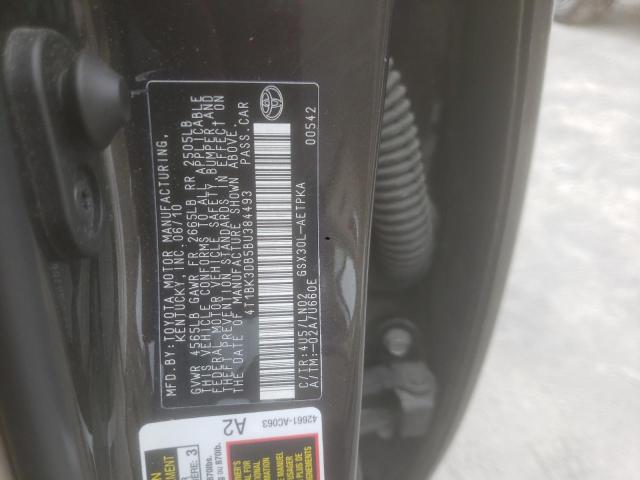 MFD.BY:TOYOTA MOTOR MANUFACTURING,
KENTUCKY, INC. 06/10
GVWR 4565LB GAWR FR 2665LB RR 2505LB
THIS VEHICLE CONFORMS TO ALL APPLICABLE
FEDERAL MOTOR VEHICLE SAFETY, BUMPER, AND
THEFT PREVENTION STANDARDS IN EFFECT ON
THE DATE OF MANUFACTURE SHOWN ABOVE.
4T1BK3DB5BU384493 PASS.CAR
C/TR:4U5/LN02 GSX30L-AETPKA
A/TM:-02A/U660E 00542
42661-AC063
A2